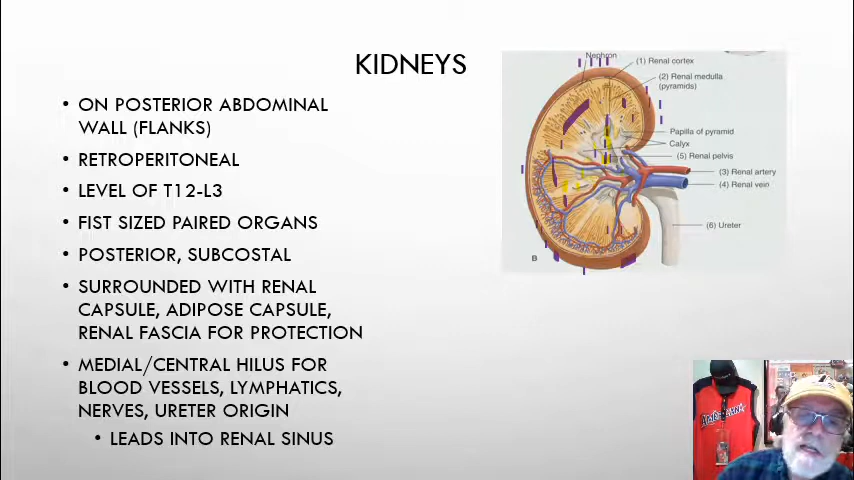 KIDNEYS
• ON POSTERIOR ABDOMINAL
WALL (FLANKS)
• RETROPERITONEAL
• LEVEL OF T12-L3
• FIST SIZED PAIRED ORGANS
• POSTERIOR, SUBCOSTAL
• SURROUNDED WITH RENAL
CAPSULE, ADIPOSE CAPSULE,
RENAL FASCIA FOR PROTECTION
• MEDIAL/CENTRAL HILUS FOR
BLOOD VESSELS, LYMPHATICS,
NERVES, URETER ORIGIN
• LEADS INTO RENAL SINUS
Nephron
(1) Renal cortex
(2) Renal medulla
(pyramids)
Papilla of pyramid
Calyx
(5) Renal pelvis
(3) Renal artery
(4) Renal vein
(6) Ureter
B